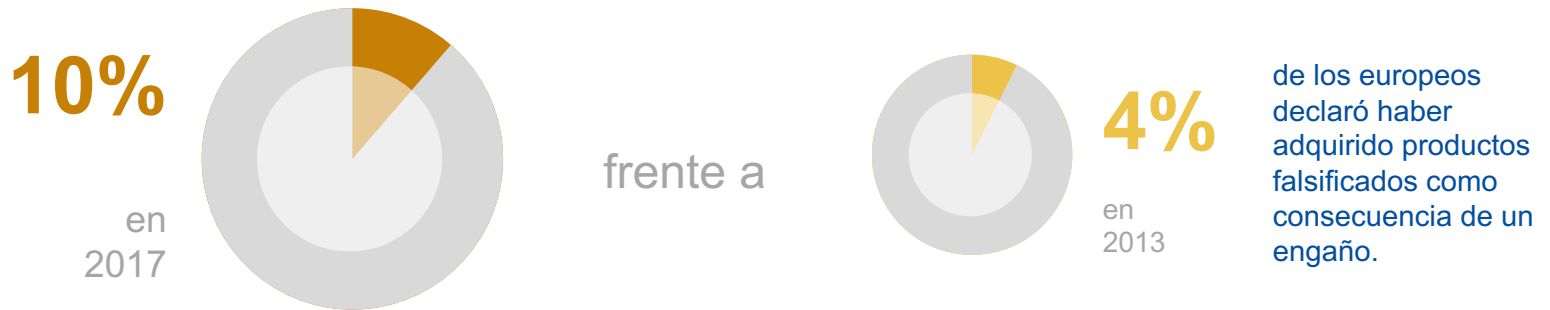 10%
en
2017
frente a
4%
en
2013
de los europeos
declaró haber
adquirido productos
falsificados como
consecuencia de un
engaño.